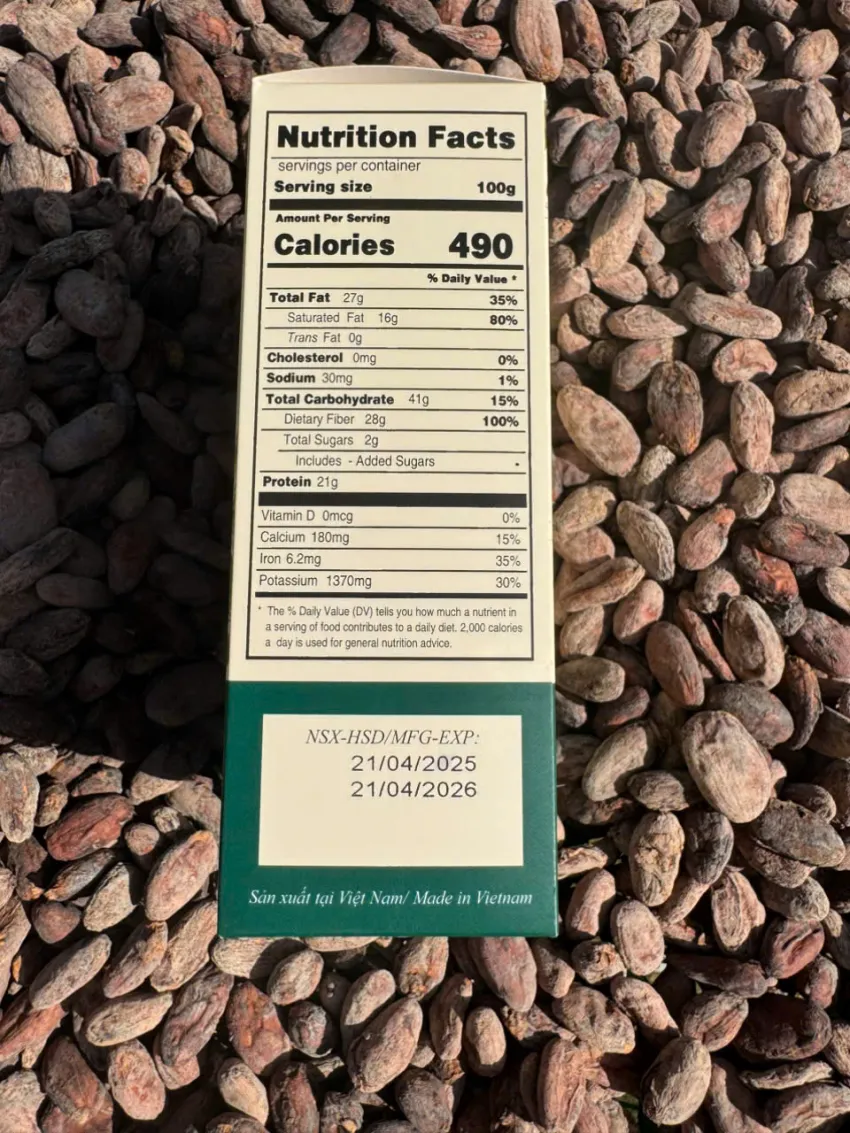 Nutrition Facts
servings per container
Serving size 100g
Amount Per Serving
Calories 490
% Daily Value *
Total Fat 27g 35%
Saturated Fat 16g 80%
Trans Fat 0g
Cholesterol 0mg 0%
Sodium 30mg 1%
Total Carbohydrate 41g 15%
Dietary Fiber 28g 100%
Total Sugars 2g
Includes - Added Sugars -
Protein 21g
Vitamin D 0mcg 0%
Calcium 180mg 15%
Iron 6.2mg 35%
Potassium 1370mg 30%
* The % Daily Value (DV) tells you how much a nutrient in
a serving of food contributes to a daily diet. 2,000 calories
a day is used for general nutrition advice.
NSX-HSD/MFG-EXP:
21/04/2025
21/04/2026
Sản xuất tại Việt Nam/ Made in Vietnam